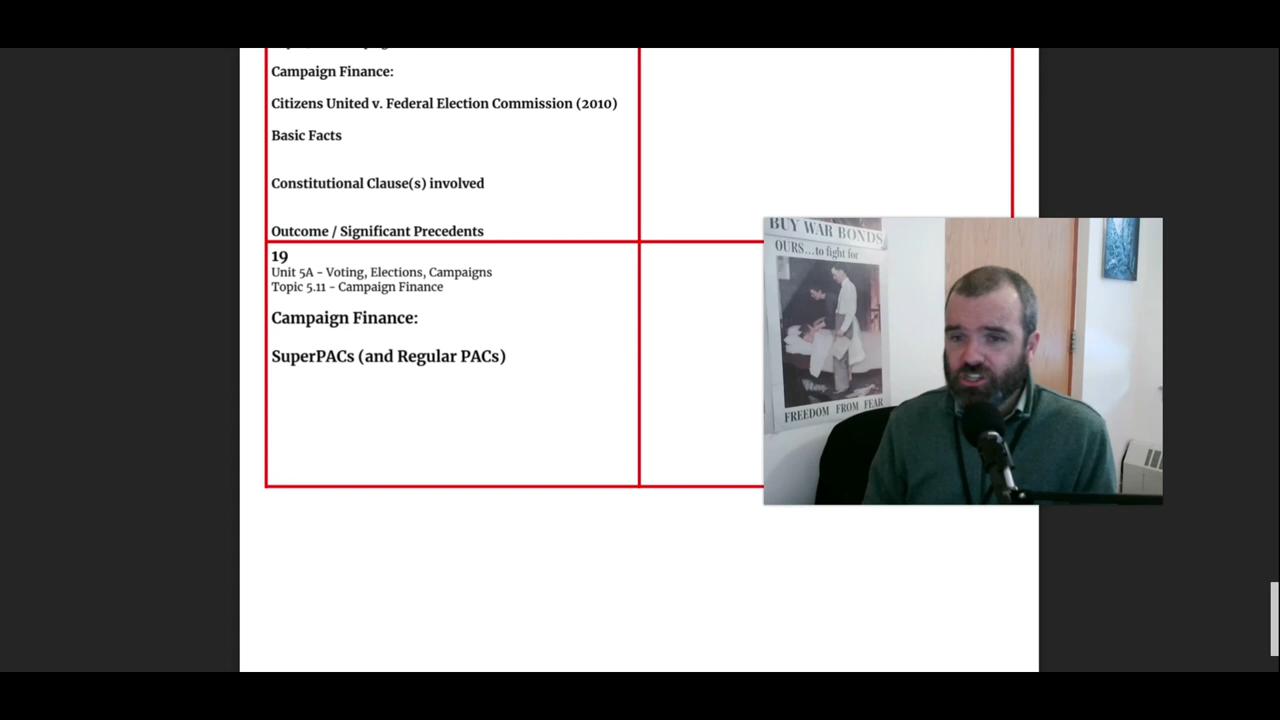 Campaign Finance:
Citizens United v. Federal Election Commission (2010)
Basic Facts
Constitutional Clause(s) involved
Outcome / Significant Precedents
19
Unit 5A - Voting, Elections, Campaigns
Topic 5.11 - Campaign Finance
Campaign Finance:
SuperPACs (and Regular PACs)
BUY WAR BONDS
OURS...to fight for
FREEDOM FROM FEAR